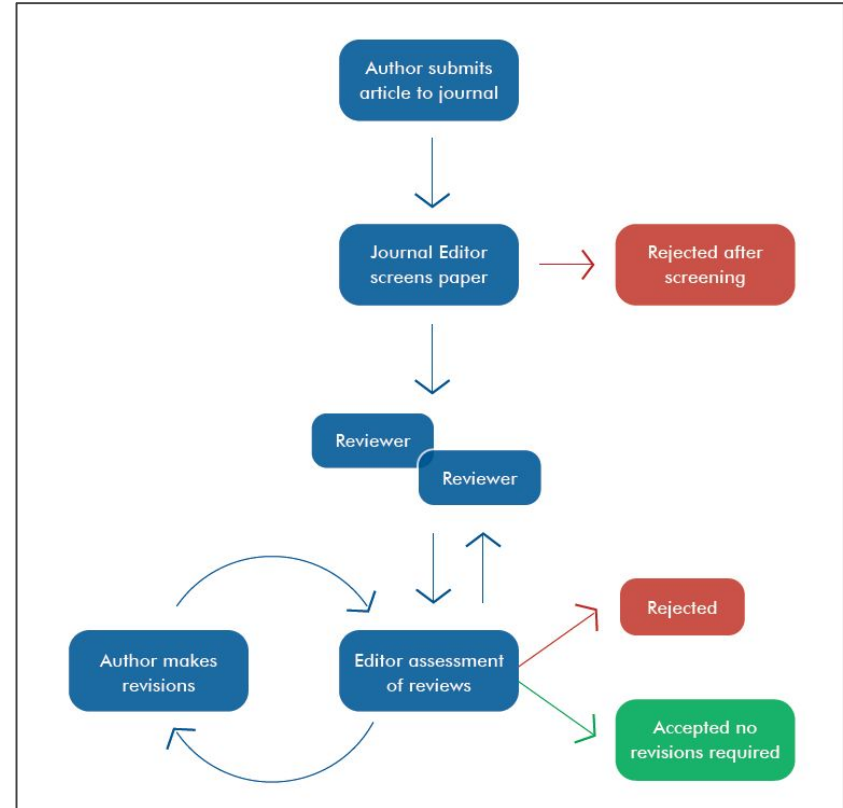 Author submits
article to journal
Journal Editor
screens paper
Rejected after
screening
Reviewer
Reviewer
Rejected
Author makes
revisions
Editor assessment
of reviews
Accepted no
revisions required